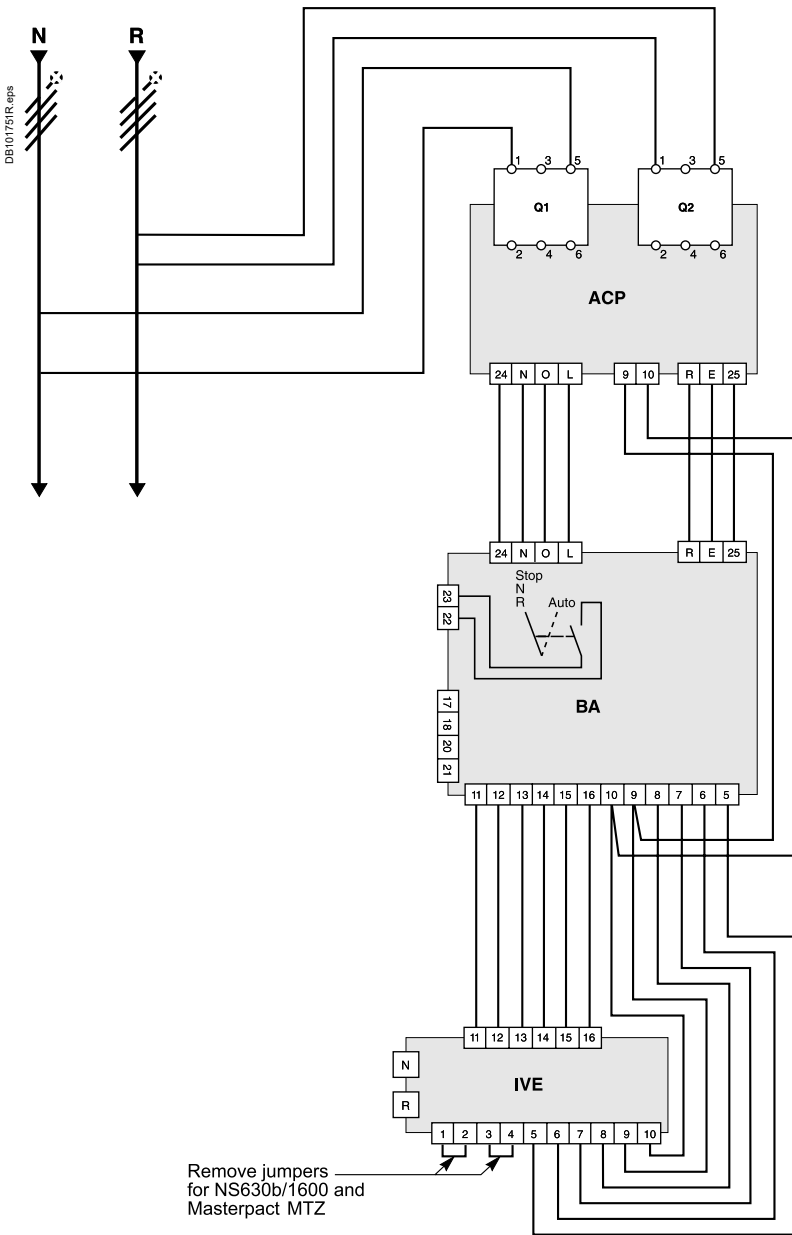 N R
DB101751R.eps
1 3 5 1 3 5
Q1 Q2
2 4 6 2 4 6
ACP
24 N O L 9 10 R E 25
24 N O L R E 25
Stop
N
R Auto
23
22
BA
17
18
20
21
11 12 13 14 15 16 10 9 8 7 6 5
11 12 13 14 15 16
N
IVE
R
1 2 3 4 5 6 7 8 9 10
Remove jumpers
for NS630b/1600 and
Masterpact MTZ